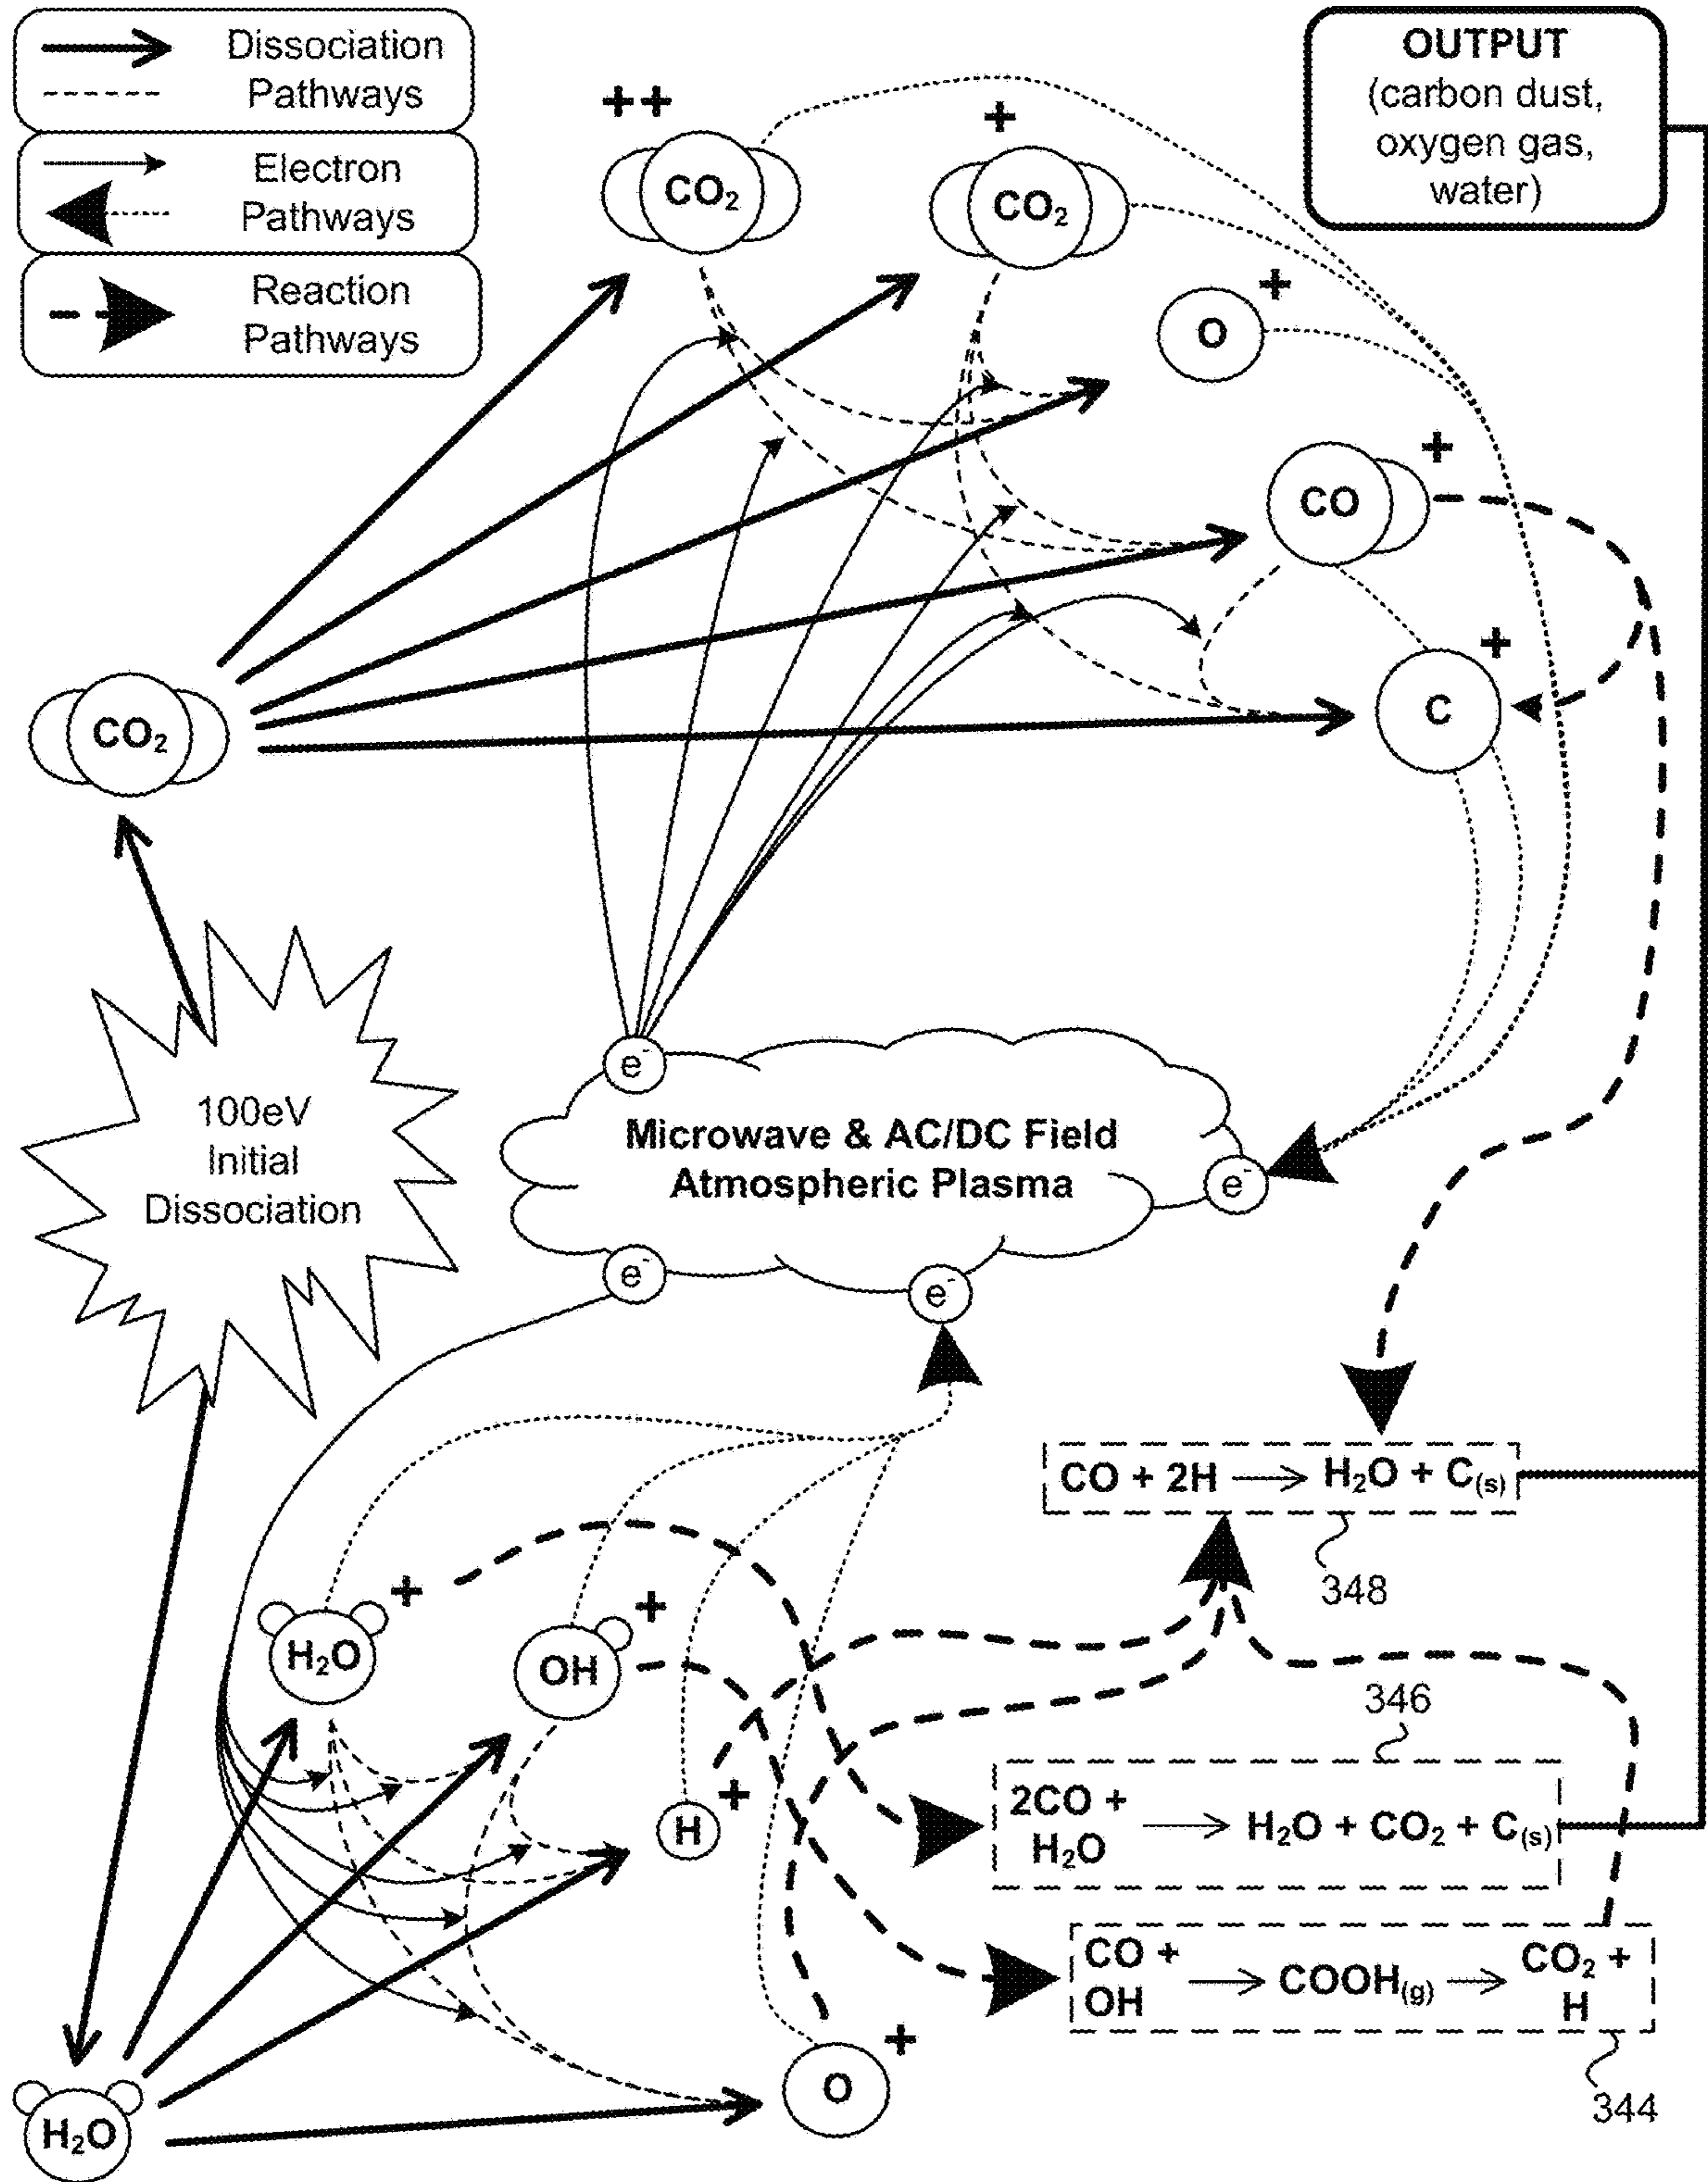 Dissociation
Pathways
Electron
Pathways
Reaction
Pathways
OUTPUT
(carbon dust,
oxygen gas,
water)
++
CO₂
+
CO₂
+
O
+
CO
+
C
CO₂
100eV
Initial
Dissociation
e⁻
Microwave & AC/DC Field
Atmospheric Plasma
e⁻
e⁻
e⁻
CO + 2H → H₂O + C(s)
348
+
H₂O
+
OH
346
+
H
2CO +
H₂O → H₂O + CO₂ + C(s)
CO +
OH → COOH(g) → CO₂ +
H
344
+
O
H₂O